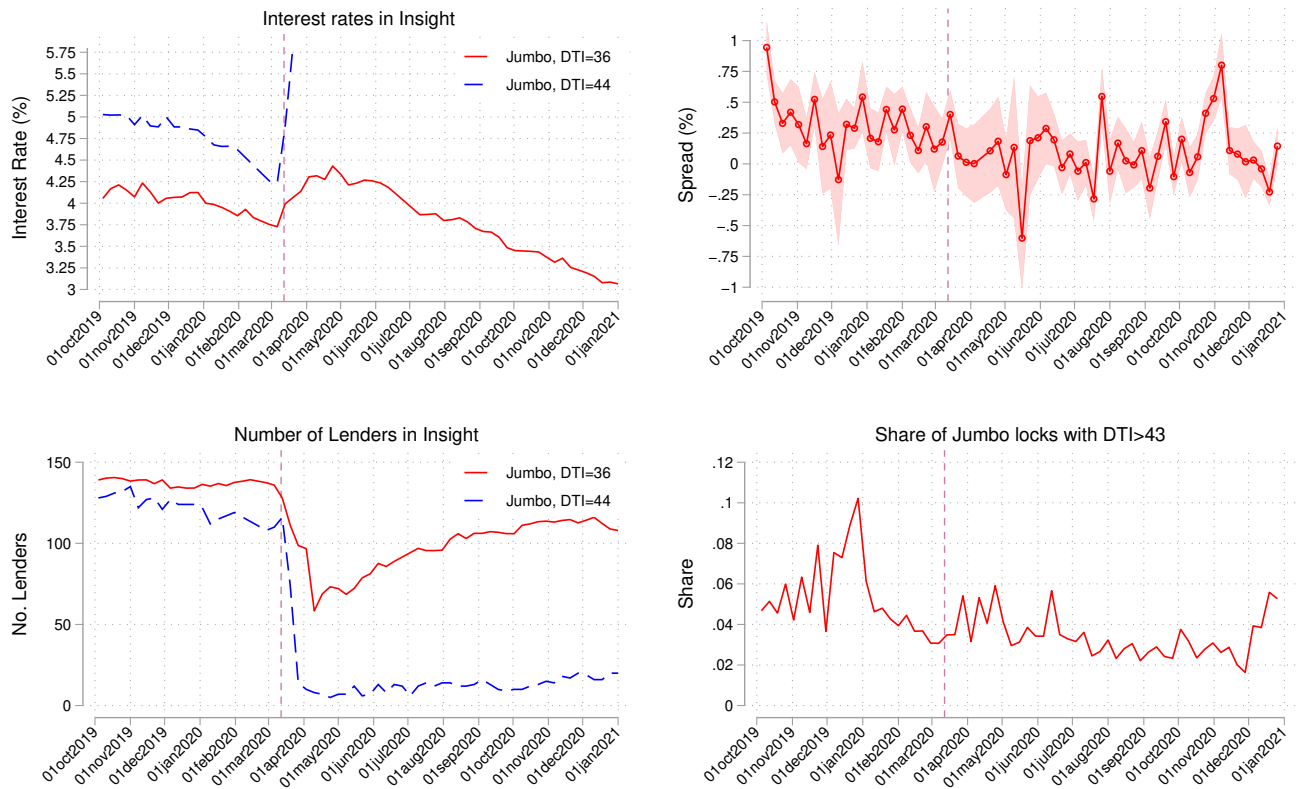 Interest rates in Insight
Interest Rate (%)
5.75
5.5
5.25
5
4.75
4.5
4.25
4
3.75
3.5
3.25
3
Jumbo, DTI=36
Jumbo, DTI=44
01oct2019
01nov2019
01dec2019
01jan2020
01feb2020
01mar2020
01apr2020
01may2020
01jun2020
01jul2020
01aug2020
01sep2020
01oct2020
01nov2020
01dec2020
01jan2021
Spread (%)
1
.75
.5
.25
0
-.25
-.5
-.75
-1
01oct2019
01nov2019
01dec2019
01jan2020
01feb2020
01mar2020
01apr2020
01may2020
01jun2020
01jul2020
01aug2020
01sep2020
01oct2020
01nov2020
01dec2020
01jan2021
Number of Lenders in Insight
No. Lenders
150
100
50
0
Jumbo, DTI=36
Jumbo, DTI=44
01oct2019
01nov2019
01dec2019
01jan2020
01feb2020
01mar2020
01apr2020
01may2020
01jun2020
01jul2020
01aug2020
01sep2020
01oct2020
01nov2020
01dec2020
01jan2021
Share of Jumbo locks with DTI>43
Share
.12
.1
.08
.06
.04
.02
0
01oct2019
01nov2019
01dec2019
01jan2020
01feb2020
01mar2020
01apr2020
01may2020
01jun2020
01jul2020
01aug2020
01sep2020
01oct2020
01nov2020
01dec2020
01jan2021